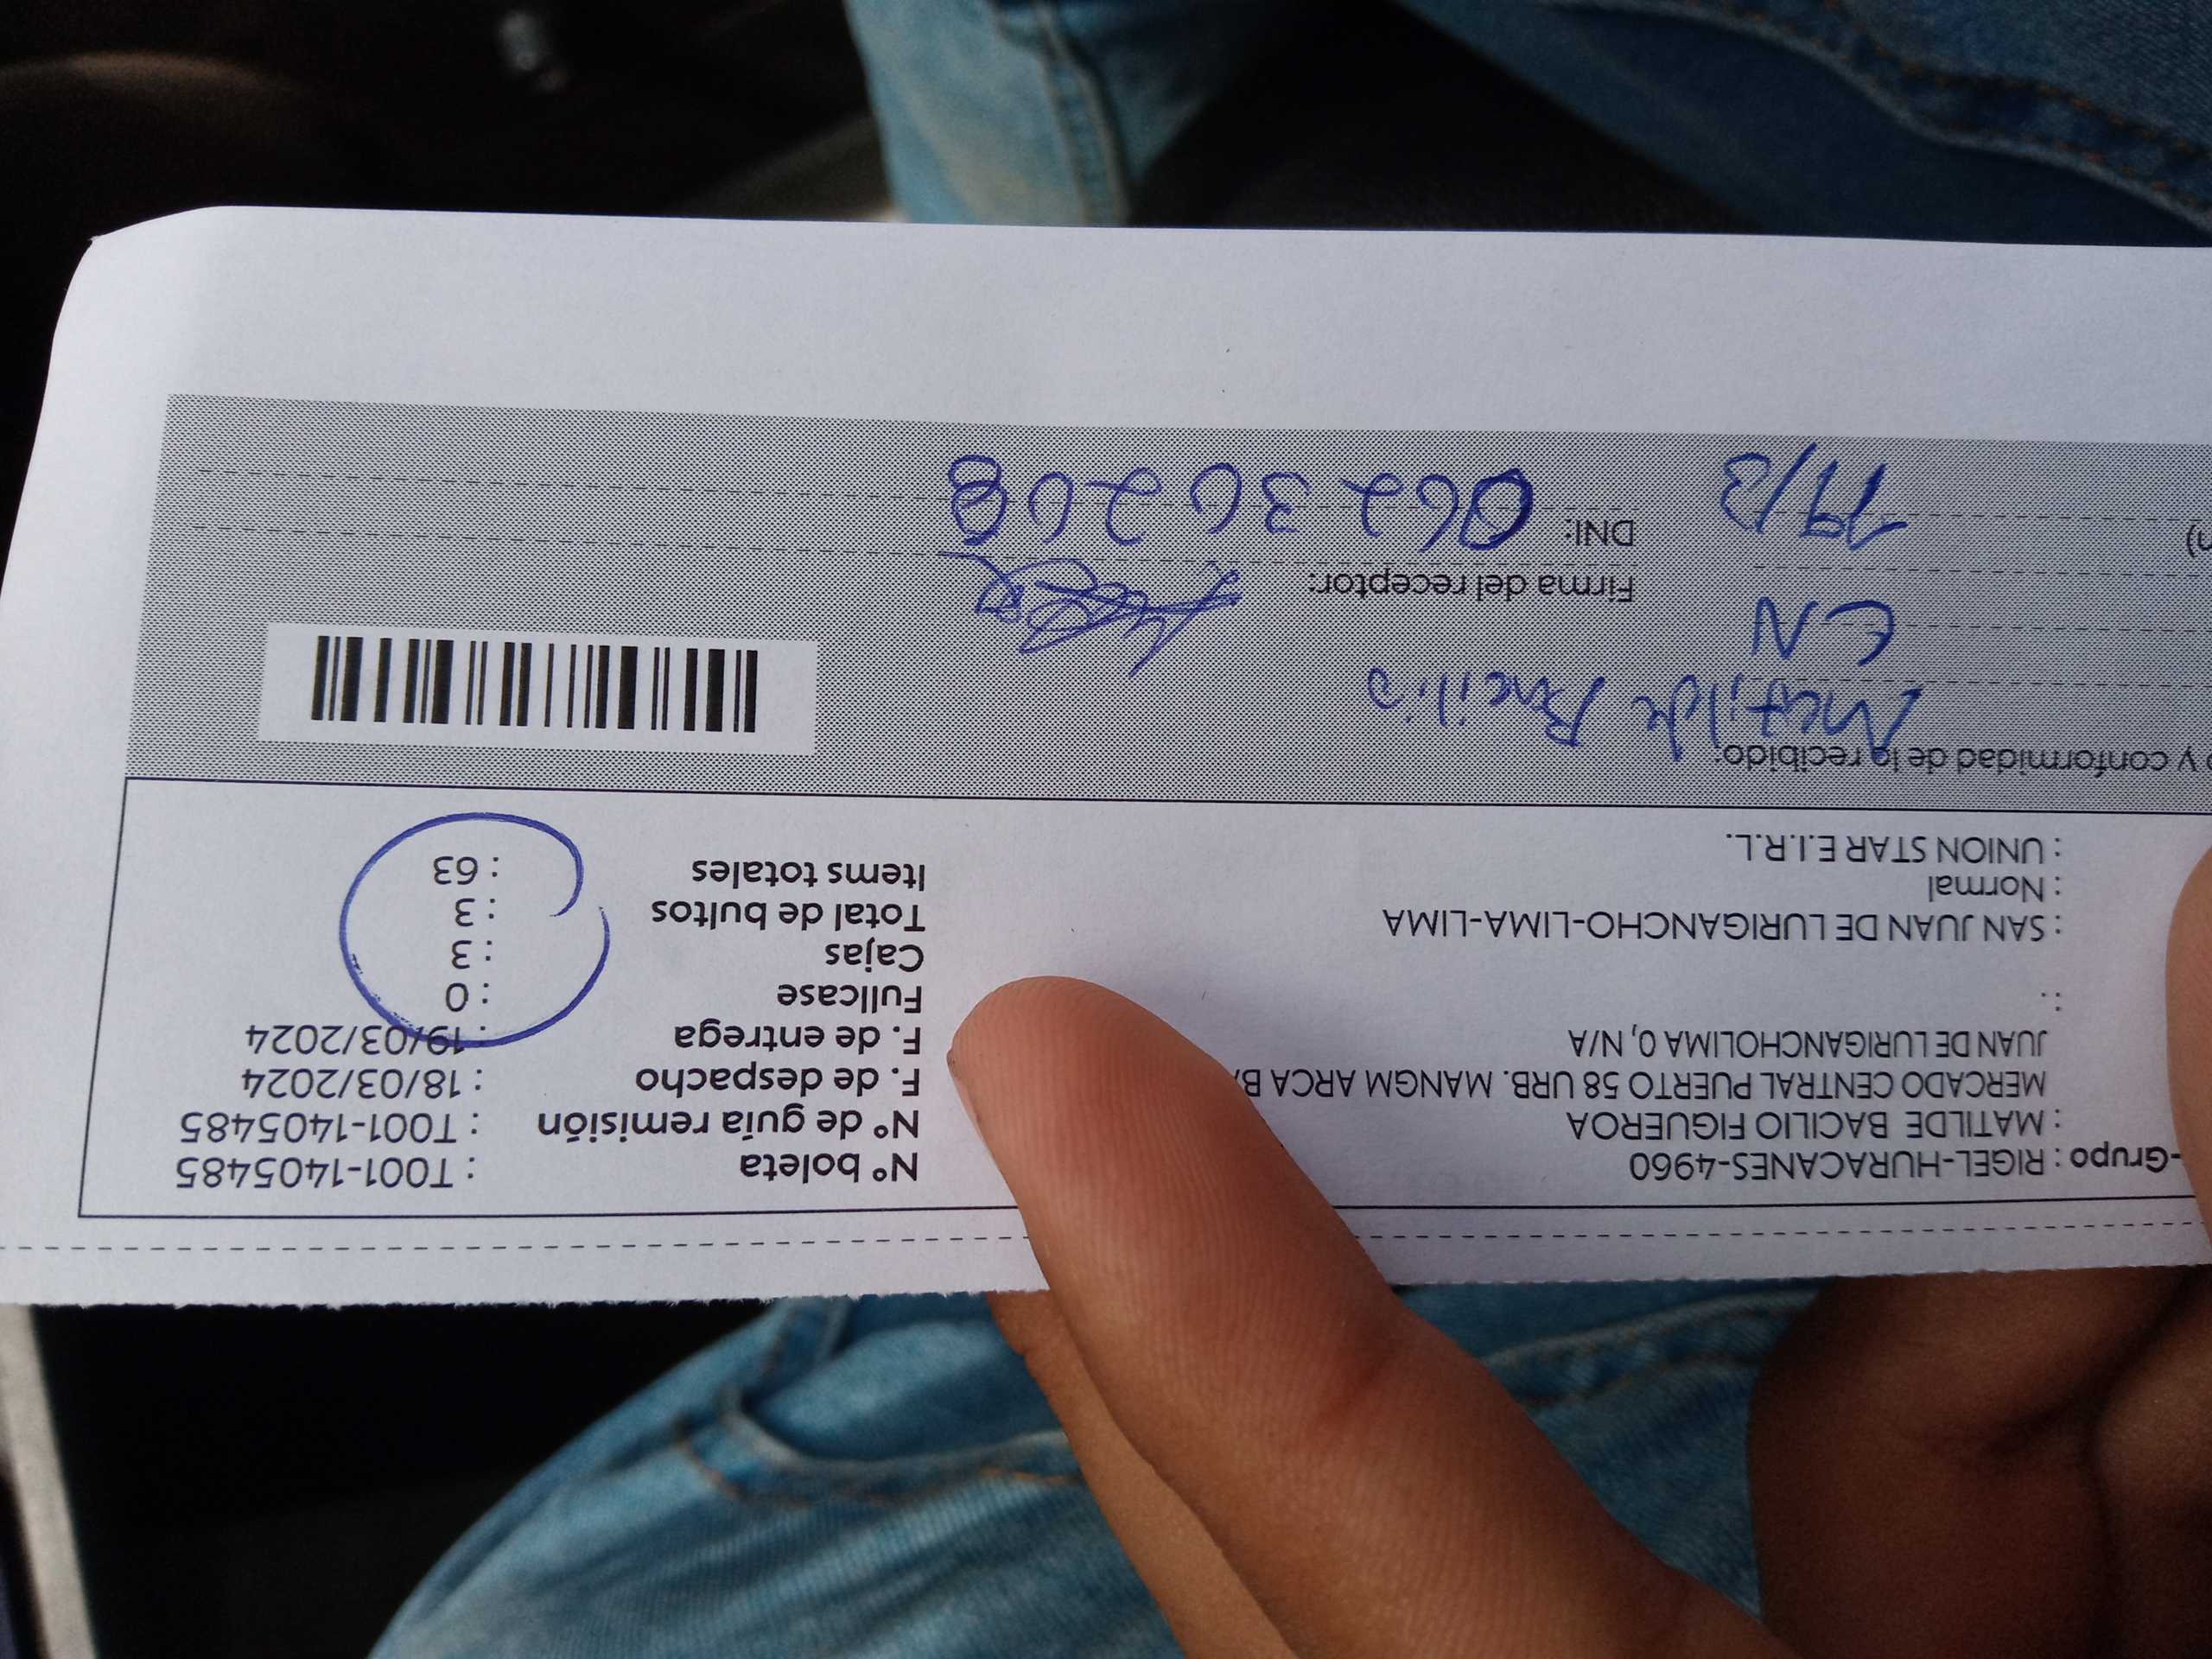 -Grupo : RIGEL-HURACANES-4960
: MATILDE BACILIO FIGUEROA
MERCADO CENTRAL PUERTO 58 URB. MANGM ARCA BA
JUAN DE LURIGANCHOLIMA 0, N/A
:
: SAN JUAN DE LURIGANCHO-LIMA-LIMA
: Normal
: UNION STAR E.I.R.L.
N° boleta : T001-1405485
N° de guía remisión : T001-1405485
F. de despacho : 18/03/2024
F. de entrega : 19/03/2024
Fullcase : 0
Cajas : 3
Total de bultos : 3
Items totales : 63
y conformidad de lo recibido:
Matilde Bacilio
Firma del receptor:
19/3
DNI: